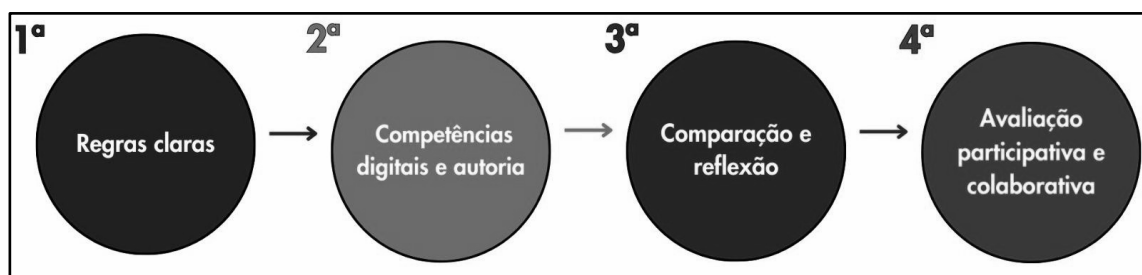 1ª
Regras claras
2ª
Competências
digitais e autoria
3ª
Comparação e
reflexão
4ª
Avaliação
participativa e
colaborativa